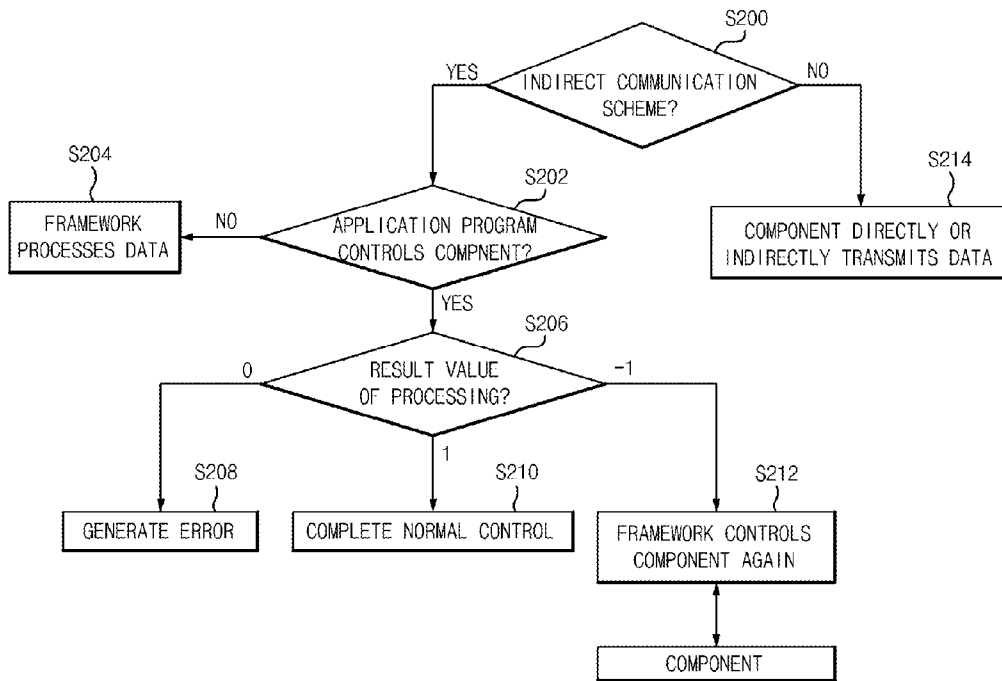 S200
YES
INDIRECT COMMUNICATION
SCHEME?
NO
S204
S202
S214
FRAMEWORK
PROCESSES DATA
NO
APPLICATION PROGRAM
CONTROLS COMPNENT?
COMPONENT DIRECTLY OR
INDIRECTLY TRANSMITS DATA
YES
S206
0
RESULT VALUE
OF PROCESSING?
-1
1
S208
S210
S212
GENERATE ERROR
COMPLETE NORMAL CONTROL
FRAMEWORK CONTROLS
COMPONENT AGAIN
COMPONENT